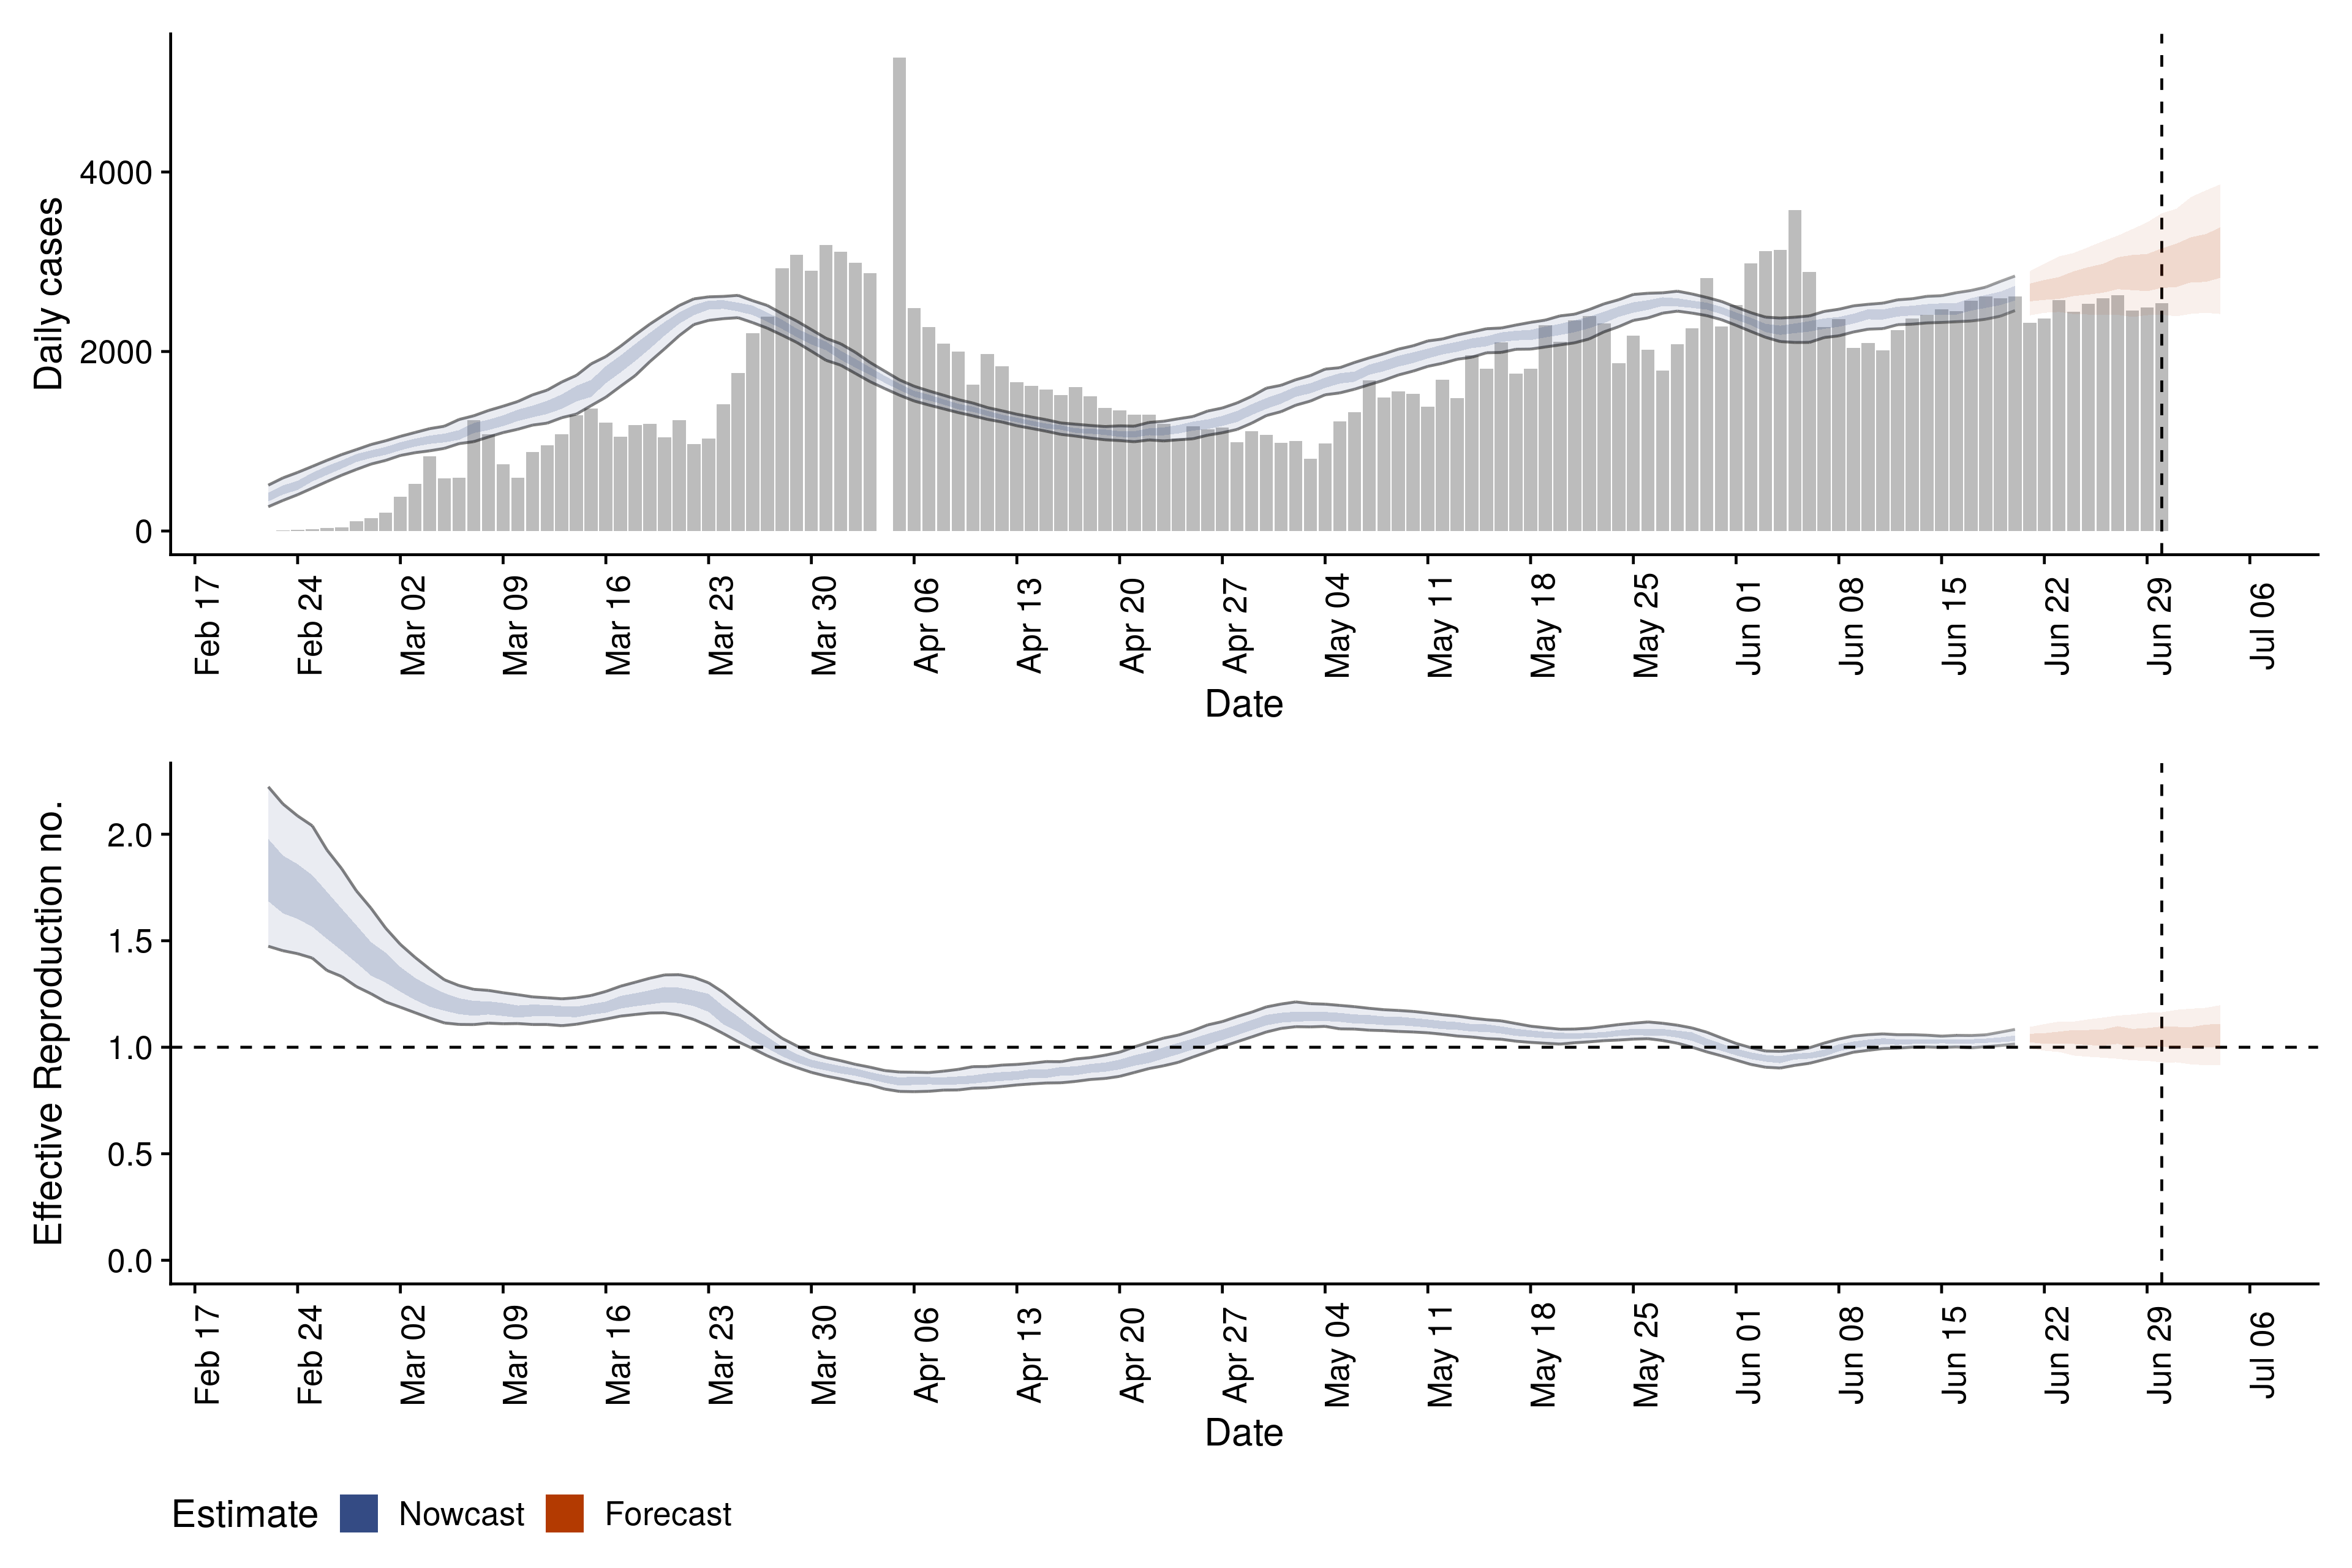 Daily cases
4000
2000
0
Feb 17
Feb 24
Mar 02
Mar 09
Mar 16
Mar 23
Mar 30
Apr 06
Apr 13
Apr 20
Apr 27
May 04
May 11
May 18
May 25
Jun 01
Jun 08
Jun 15
Jun 22
Jun 29
Jul 06
Date
Effective Reproduction no.
2.0
1.5
1.0
0.5
0.0
Feb 17
Feb 24
Mar 02
Mar 09
Mar 16
Mar 23
Mar 30
Apr 06
Apr 13
Apr 20
Apr 27
May 04
May 11
May 18
May 25
Jun 01
Jun 08
Jun 15
Jun 22
Jun 29
Jul 06
Date
Estimate Nowcast Forecast